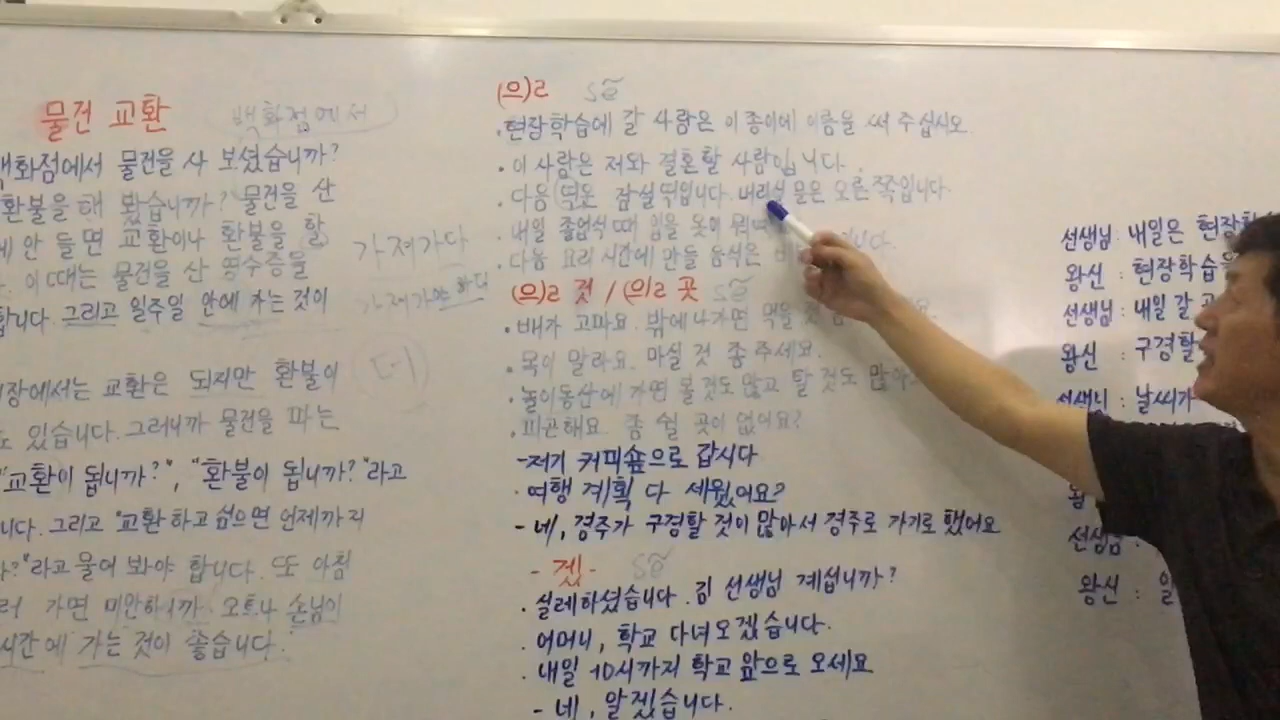 물건 교환 백화점에서
백화점에서 물건을 사 보셨습니까?
환불을 해 봤습니까? 물건을 산
안 들면 교환이나 환불을 할
이때는 물건을 산 영수증을
합니다. 그리고 일주일 안에 가는 것이
가져가다
가져가야 하다
에서는 교환은 되지만 환불이
있습니다. 그러니까 물건을 파는
"교환이 됩니까?", "환불이 됩니까?"라고
니다. 그리고 "교환하고 싶으면 언제까지
"라고 물어 봐야 합니다. 또 아침
가면 미안하니까 오후나 손님이
시간에 가는 것이 좋습니다.
(으)ㄹ sẽ
·현장학습에 갈 사람은 이 종이에 이름을 써 주십시오
·이 사람은 저와 결혼할 사람입니다.
·다음 역은 잠실역입니다. 내리실 문은 오른쪽입니다
·내일 졸업식 때 입을 옷이
·다음 요리 시간에 만들 음식은
(으)ㄹ 것 / (으)ㄹ 곳 sẽ
·배가 고파요. 밖에 나가면 먹을
·목이 말라요. 마실 것 좀 주세요.
·놀이동산에 가면 볼 것도 많고 탈 것도 많아
·피곤해요. 좀 쉴 곳이 없어요?
-저기 커피숍으로 갑시다
·여행 계획 다 세웠어요?
-네, 경주가 구경할 것이 많아서 경주로 가기로 했어요
-겠- sẽ
·실례하셨습니다. 김 선생님 계십니까?
·어머니, 학교 다녀오겠습니다.
·내일 10시까지 학교 앞으로 오세요
-네, 알겠습니다.
선생님: 내일은 현장학
왕신 : 현장학습을
선생님: 내일 갈
왕신 : 구경할
선생님: 날씨가
선생님:
왕신 : 일